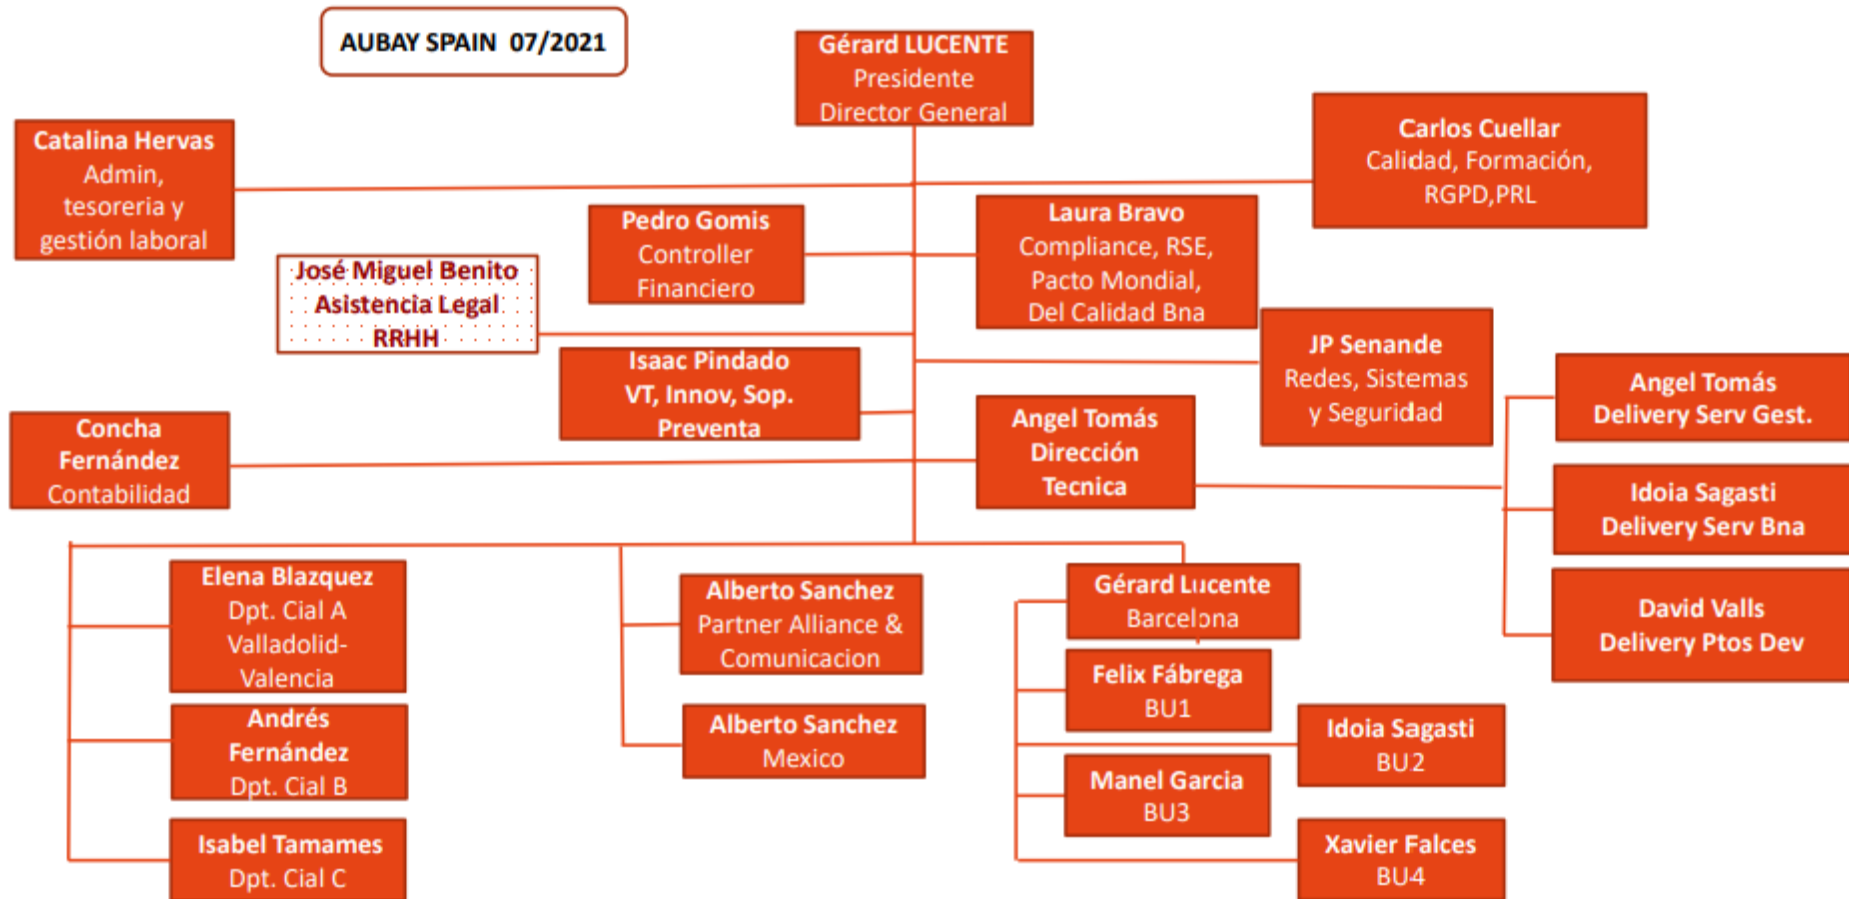 AUBAY SPAIN 07/2021
Gérard LUCENTE
Presidente
Director General
Catalina Hervas
Admin,
tesoreria y
gestión laboral
Carlos Cuellar
Calidad, Formación,
RGPD,PRL
Pedro Gomis
Controller
Financiero
Laura Bravo
Compliance, RSE,
Pacto Mondial,
Del Calidad Bna
José Miguel Benito
Asistencia Legal
RRHH
JP Senande
Redes, Sistemas
y Seguridad
Isaac Pindado
VT, Innov, Sop.
Preventa
Angel Tomás
Delivery Serv Gest.
Concha
Fernández
Contabilidad
Angel Tomás
Dirección
Tecnica
Idoia Sagasti
Delivery Serv Bna
David Valls
Delivery Ptos Dev
Elena Blazquez
Dpt. Cial A
Valladolid-
Valencia
Andrés
Fernández
Dpt. Cial B
Isabel Tamames
Dpt. Cial C
Alberto Sanchez
Partner Alliance &
Comunicacion
Alberto Sanchez
Mexico
Gérard Lucente
Barcelona
Felix Fábrega
BU1
Idoia Sagasti
BU2
Manel Garcia
BU3
Xavier Falces
BU4